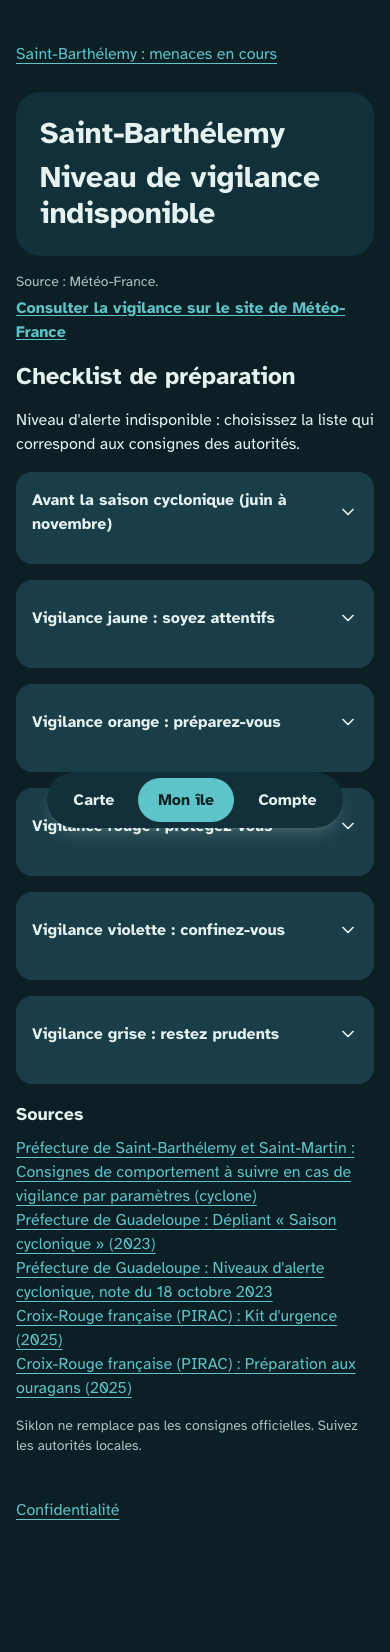 Saint-Barthélemy : menaces en cours
Saint-Barthélemy
Niveau de vigilance
indisponible
Source : Météo-France.
Consulter la vigilance sur le site de Météo-
France
Checklist de préparation
Niveau d'alerte indisponible : choisissez la liste qui
correspond aux consignes des autorités.
Avant la saison cyclonique (juin à
novembre)
Vigilance jaune : soyez attentifs
Vigilance orange : préparez-vous
Carte
Mon île
Compte
Vigilance rouge : protégez-vous
Vigilance violette : confinez-vous
Vigilance grise : restez prudents
Sources
Préfecture de Saint-Barthélemy et Saint-Martin :
Consignes de comportement à suivre en cas de
vigilance par paramètres (cyclone)
Préfecture de Guadeloupe : Dépliant « Saison
cyclonique » (2023)
Préfecture de Guadeloupe : Niveaux d'alerte
cyclonique, note du 18 octobre 2023
Croix-Rouge française (PIRAC) : Kit d'urgence
(2025)
Croix-Rouge française (PIRAC) : Préparation aux
ouragans (2025)
Siklon ne remplace pas les consignes officielles. Suivez
les autorités locales.
Confidentialité